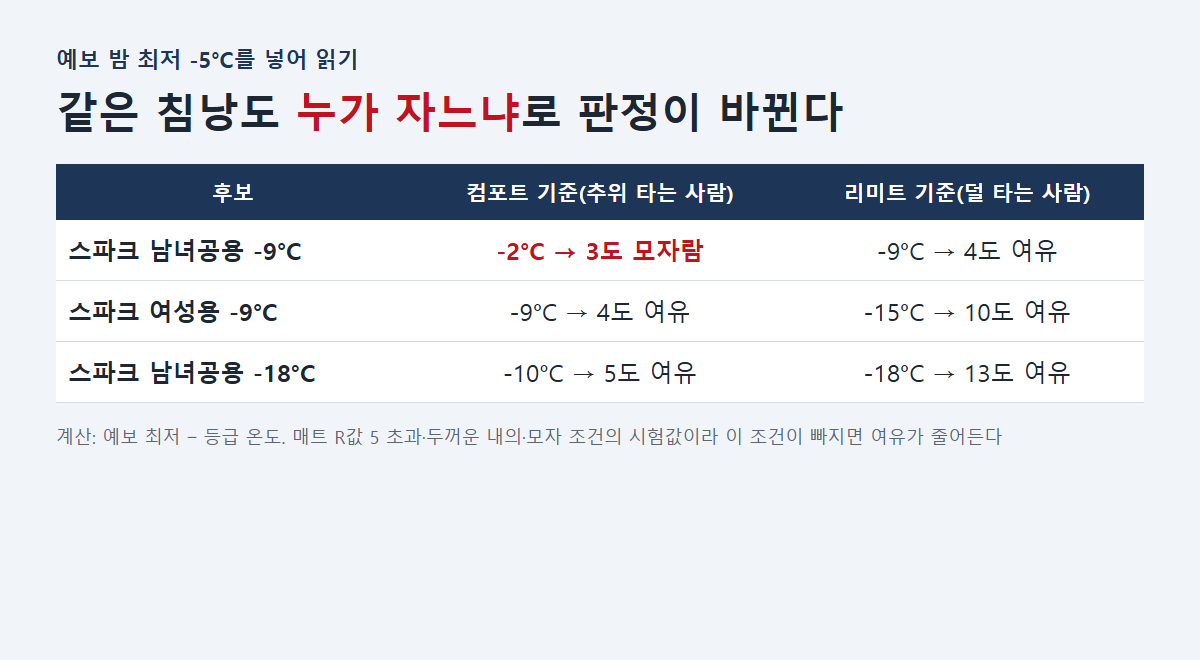 예보 밤 최저 -5°C를 넣어 읽기
같은 침낭도 누가 자느냐로 판정이 바뀐다
후보 컴포트 기준(추위 타는 사람) 리미트 기준(덜 타는 사람)
스파크 남녀공용 -9°C -2°C → 3도 모자람 -9°C → 4도 여유
스파크 여성용 -9°C -9°C → 4도 여유 -15°C → 10도 여유
스파크 남녀공용 -18°C -10°C → 5도 여유 -18°C → 13도 여유
계산: 예보 최저 − 등급 온도. 매트 R값 5 초과·두꺼운 내의·모자 조건의 시험값이라 이 조건이 빠지면 여유가 줄어든다